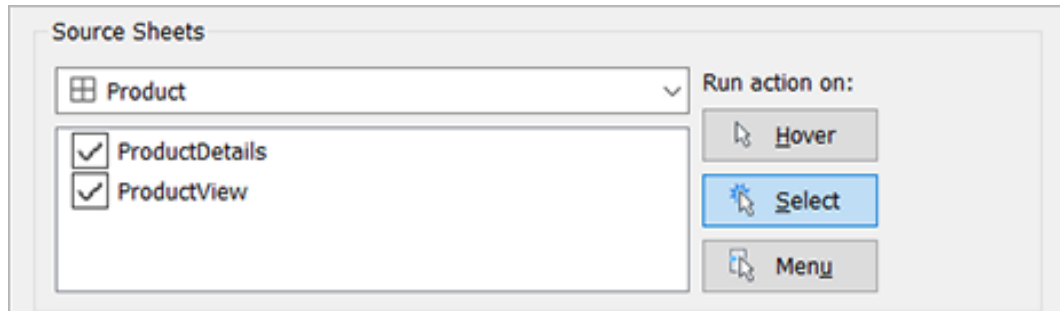 Source Sheets
Product
Run action on:
ProductDetails
ProductView
Hover
Select
Menu